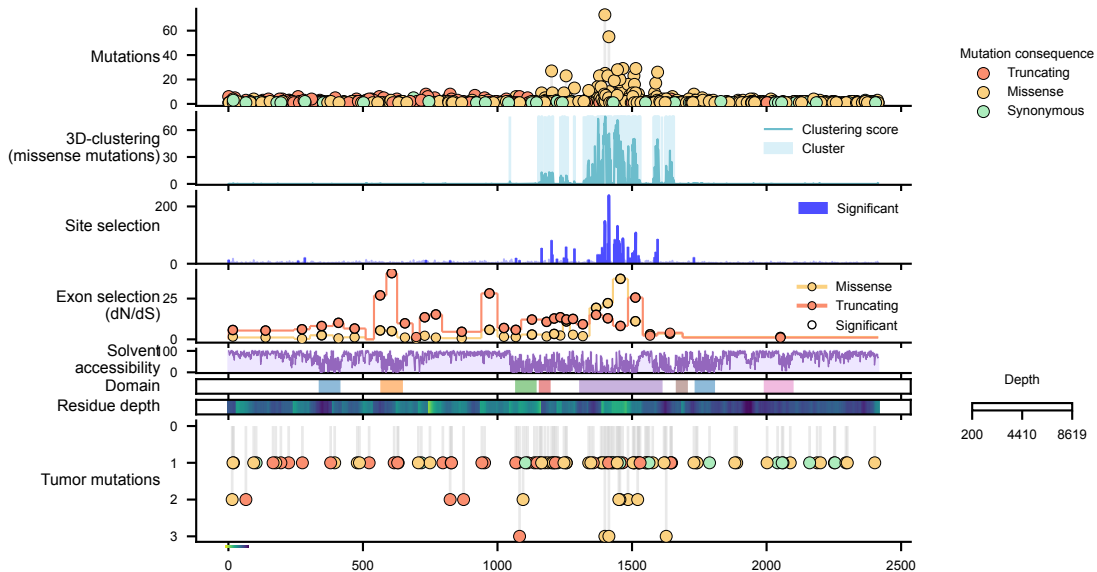 Mutations
60
40
20
0
Mutation consequence
Truncating
Missense
Synonymous
3D-clustering
(missense mutations)
60
30
0
Clustering score
Cluster
Site selection
200
0
Significant
Exon selection
(dN/dS)
25
0
Missense
Truncating
Significant
Solvent
accessibility
100
0
Domain
Residue depth
Depth
200
4410
8619
Tumor mutations
0
1
2
3
0
500
1000
1500
2000
2500